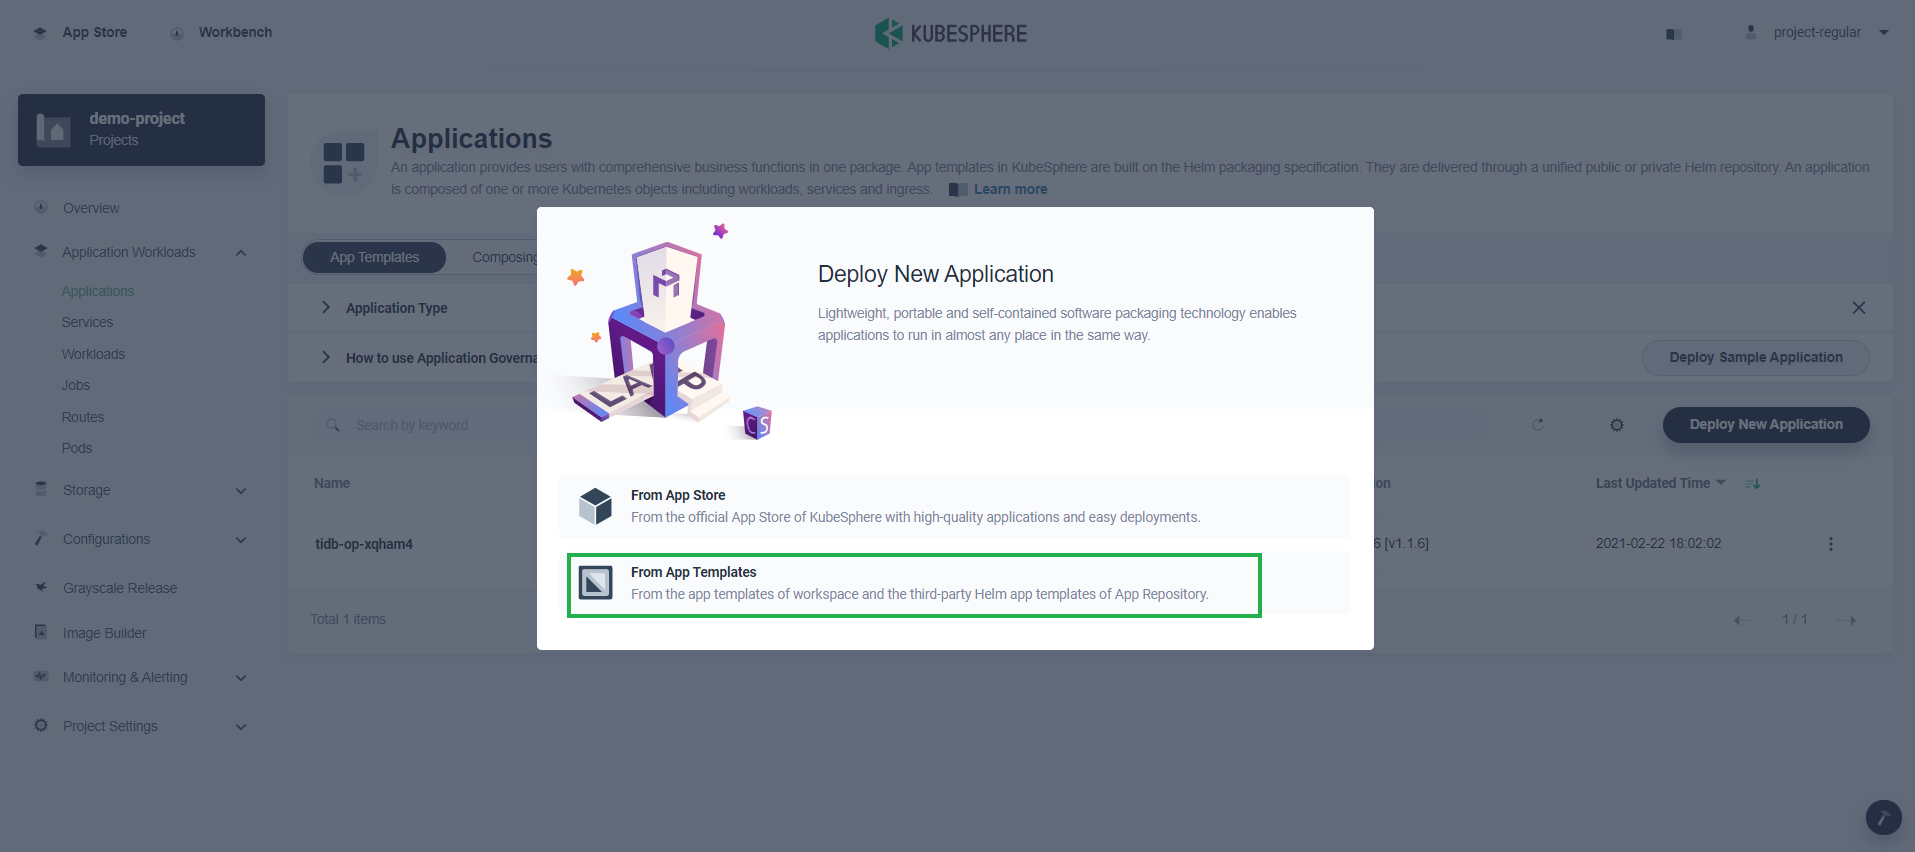 App Store
Workbench
KUBESPHERE
project-regular
demo-project
Projects
Applications
An application provides users with comprehensive business functions in one package. App templates in KubeSphere are built on the Helm packaging specification. They are delivered through a unified public or private Helm repository. An application
is composed of one or more Kubernetes objects including workloads, services and ingress. Learn more
Overview
Application Workloads
Applications
Services
Workloads
Jobs
Routes
Pods
Storage
Configurations
Grayscale Release
Image Builder
Monitoring & Alerting
Project Settings
App Templates
Composing
Application Type
How to use Application Governa
Deploy Sample Application
Search by keyword
Deploy New Application
Name
on
Last Updated Time
tidb-op-xqham4
6 [v1.1.6]
2021-02-22 18:02:02
Total 1 items
1 / 1
LAMP
CS
Deploy New Application
Lightweight, portable and self-contained software packaging technology enables
applications to run in almost any place in the same way.
From App Store
From the official App Store of KubeSphere with high-quality applications and easy deployments.
From App Templates
From the app templates of workspace and the third-party Helm app templates of App Repository.